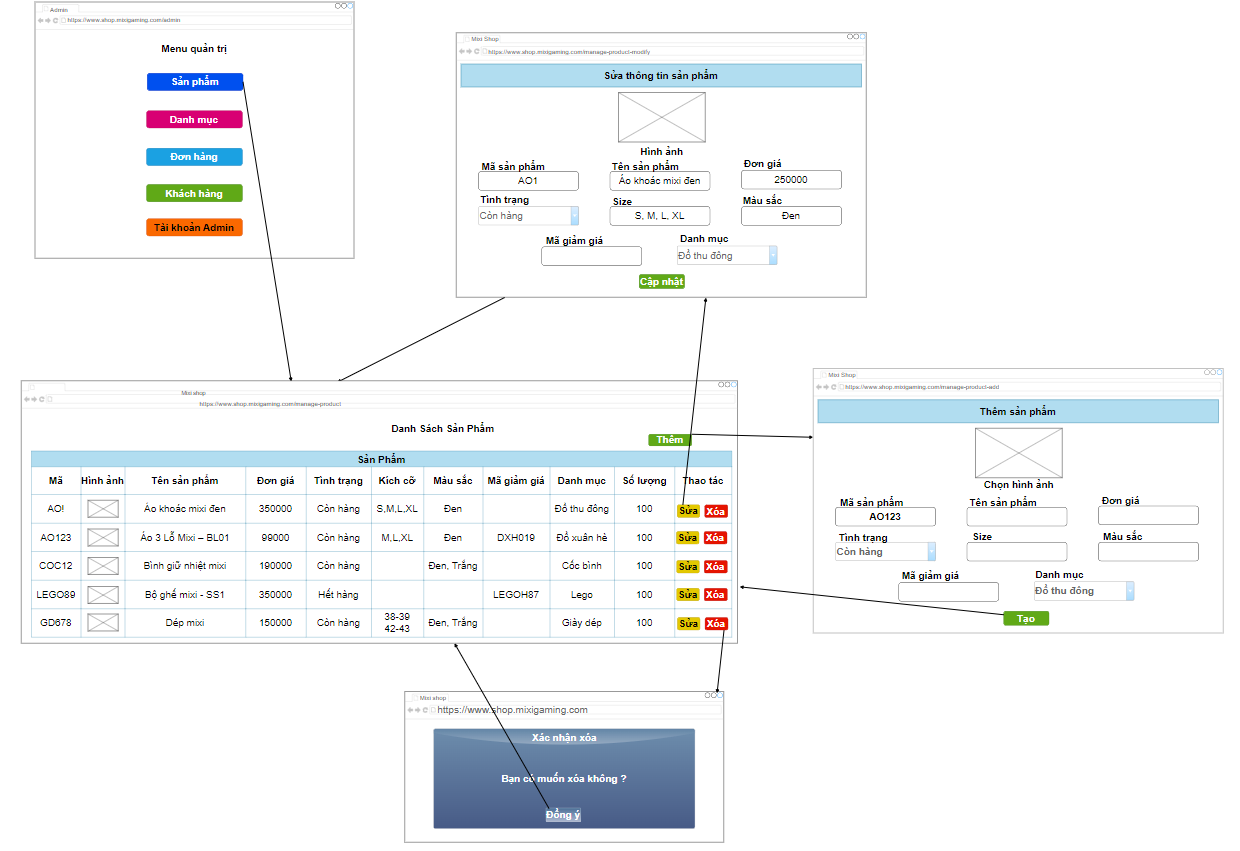 Admin
https://www.shop.mixigaming.com/admin
Menu quản trị
Sản phẩm
Danh mục
Đơn hàng
Khách hàng
Tài khoản Admin
Mixi Shop
https://www.shop.mixigaming.com/manage-product-modify
Sửa thông tin sản phẩm
Hình ảnh
Mã sản phẩm Tên sản phẩm Đơn giá
AO1 Áo khoác mixi đen 250000
Tình trạng Size Màu sắc
Còn hàng S, M, L, XL Đen
Mã giảm giá Danh mục
Đồ thu đông
Cập nhật
Mixi shop
https://www.shop.mixigaming.com/manage-product
Danh Sách Sản Phẩm
Thêm
Sản Phẩm
Mã Hình ảnh Tên sản phẩm Đơn giá Tình trạng Kích cỡ Màu sắc Mã giảm giá Danh mục Số lượng Thao tác
AO! Áo khoác mixi đen 350000 Còn hàng S,M,L,XL Đen Đồ thu đông 100 Sửa Xóa
AO123 Áo 3 Lỗ Mixi – BL01 99000 Còn hàng M,L,XL Đen DXH019 Đồ xuân hè 100 Sửa Xóa
COC12 Bình giữ nhiệt mixi 190000 Còn hàng Đen, Trắng Cốc bình 100 Sửa Xóa
LEGO89 Bộ ghế mixi - SS1 350000 Hết hàng LEGOH87 Lego 100 Sửa Xóa
GD678 Dép mixi 150000 Còn hàng 38-39 Đen, Trắng Giày dép 100 Sửa Xóa
42-43
Mixi Shop
https://www.shop.mixigaming.com/manage-product-add
Thêm sản phẩm
Chọn hình ảnh
Mã sản phẩm Tên sản phẩm Đơn giá
AO123
Tình trạng Size Màu sắc
Còn hàng
Mã giảm giá Danh mục
Đồ thu đông
Tạo
Mixi shop
https://www.shop.mixigaming.com
Xác nhận xóa
Bạn có muốn xóa không ?
Đồng ý